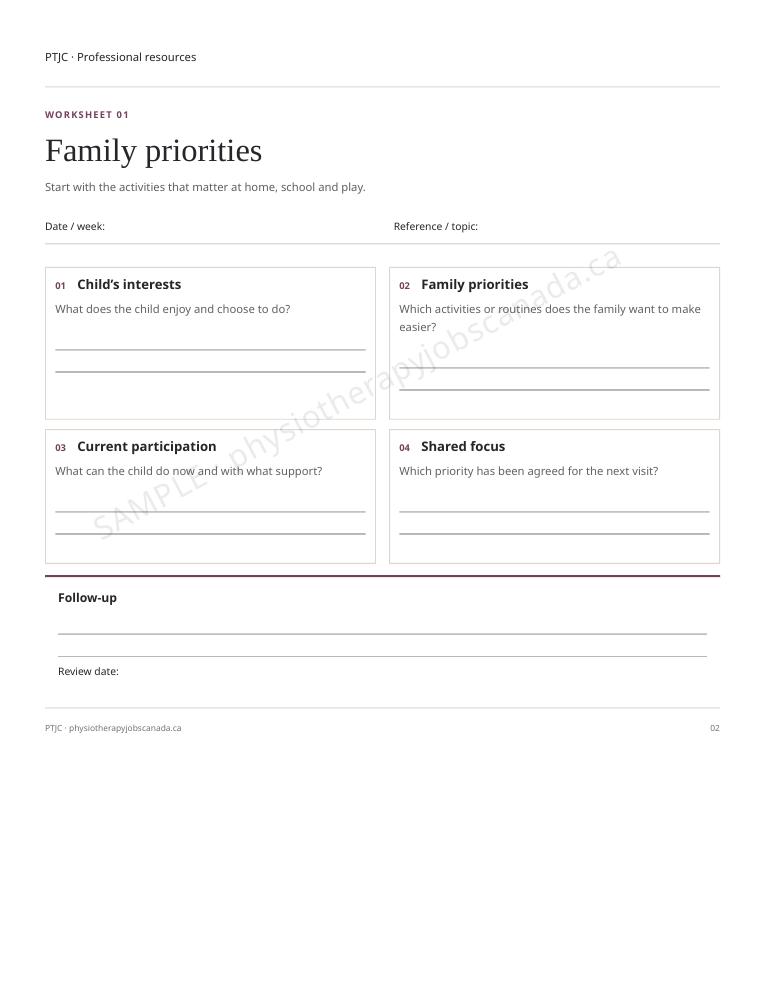 PTJC · Professional resources
WORKSHEET 01
Family priorities
Start with the activities that matter at home, school and play.
Date / week:
Reference / topic:
01 Child’s interests
What does the child enjoy and choose to do?
02 Family priorities
Which activities or routines does the family want to make
easier?
03 Current participation
What can the child do now and with what support?
04 Shared focus
Which priority has been agreed for the next visit?
SAMPLE · physiotherapyjobscanada.ca
Follow-up
Review date:
PTJC · physiotherapyjobscanada.ca
02